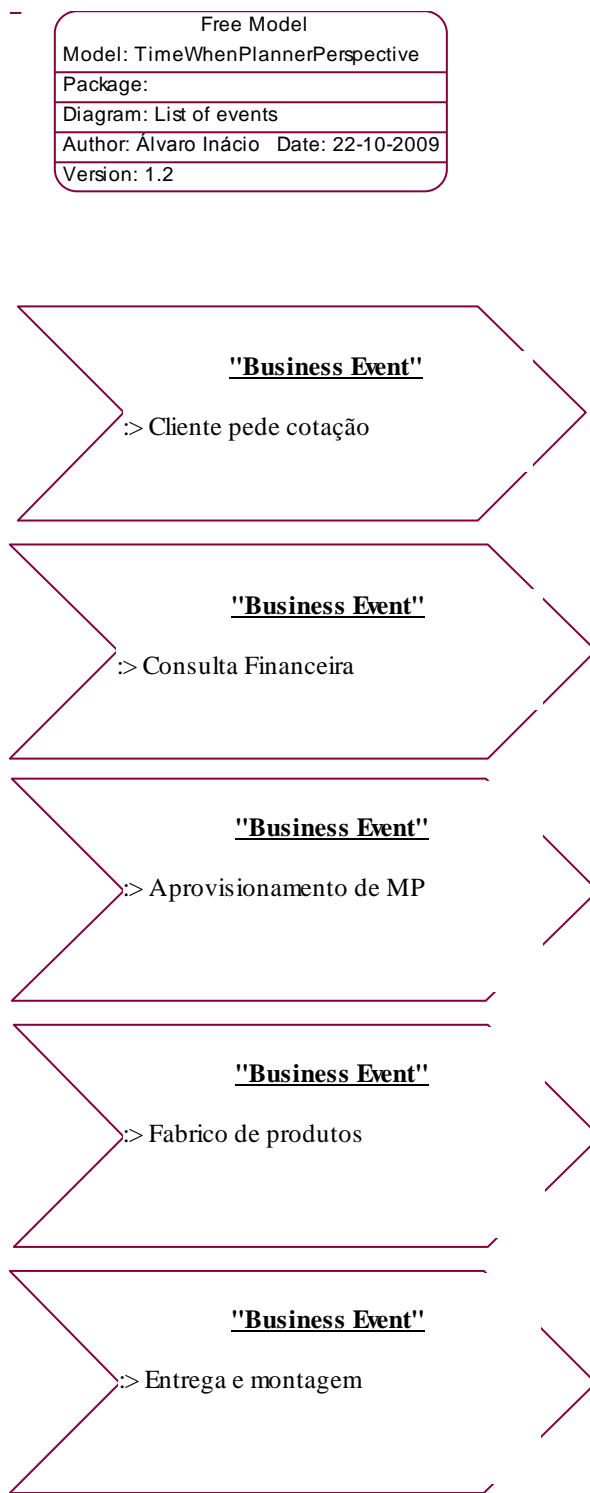 Free Model
Model: TimeWhenPlannerPerspective
Package:
Diagram: List of events
Author: Álvaro Inácio Date: 22-10-2009
Version: 1.2
"Business Event"
:> Cliente pede cotação
"Business Event"
:> Consulta Financeira
"Business Event"
:> Aprovisionamento de MP
"Business Event"
:> Fabrico de produtos
"Business Event"
:> Entrega e montagem